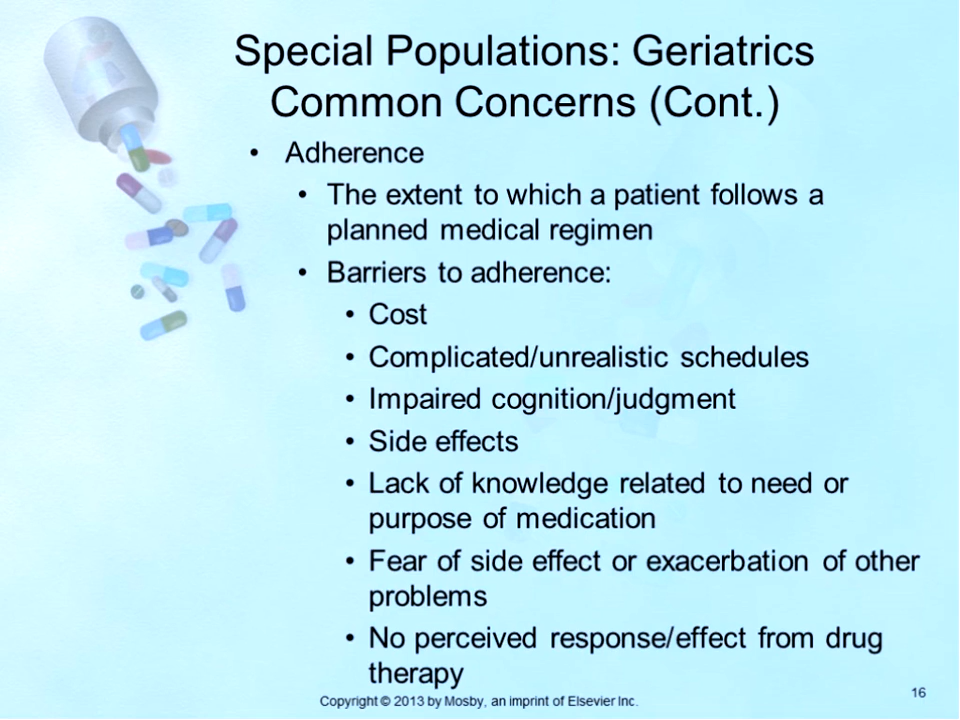 Special Populations: Geriatrics
Common Concerns (Cont.)
• Adherence
• The extent to which a patient follows a
planned medical regimen
• Barriers to adherence:
• Cost
• Complicated/unrealistic schedules
• Impaired cognition/judgment
• Side effects
• Lack of knowledge related to need or
purpose of medication
• Fear of side effect or exacerbation of other
problems
• No perceived response/effect from drug
therapy
Copyright © 2013 by Mosby, an imprint of Elsevier Inc.
16